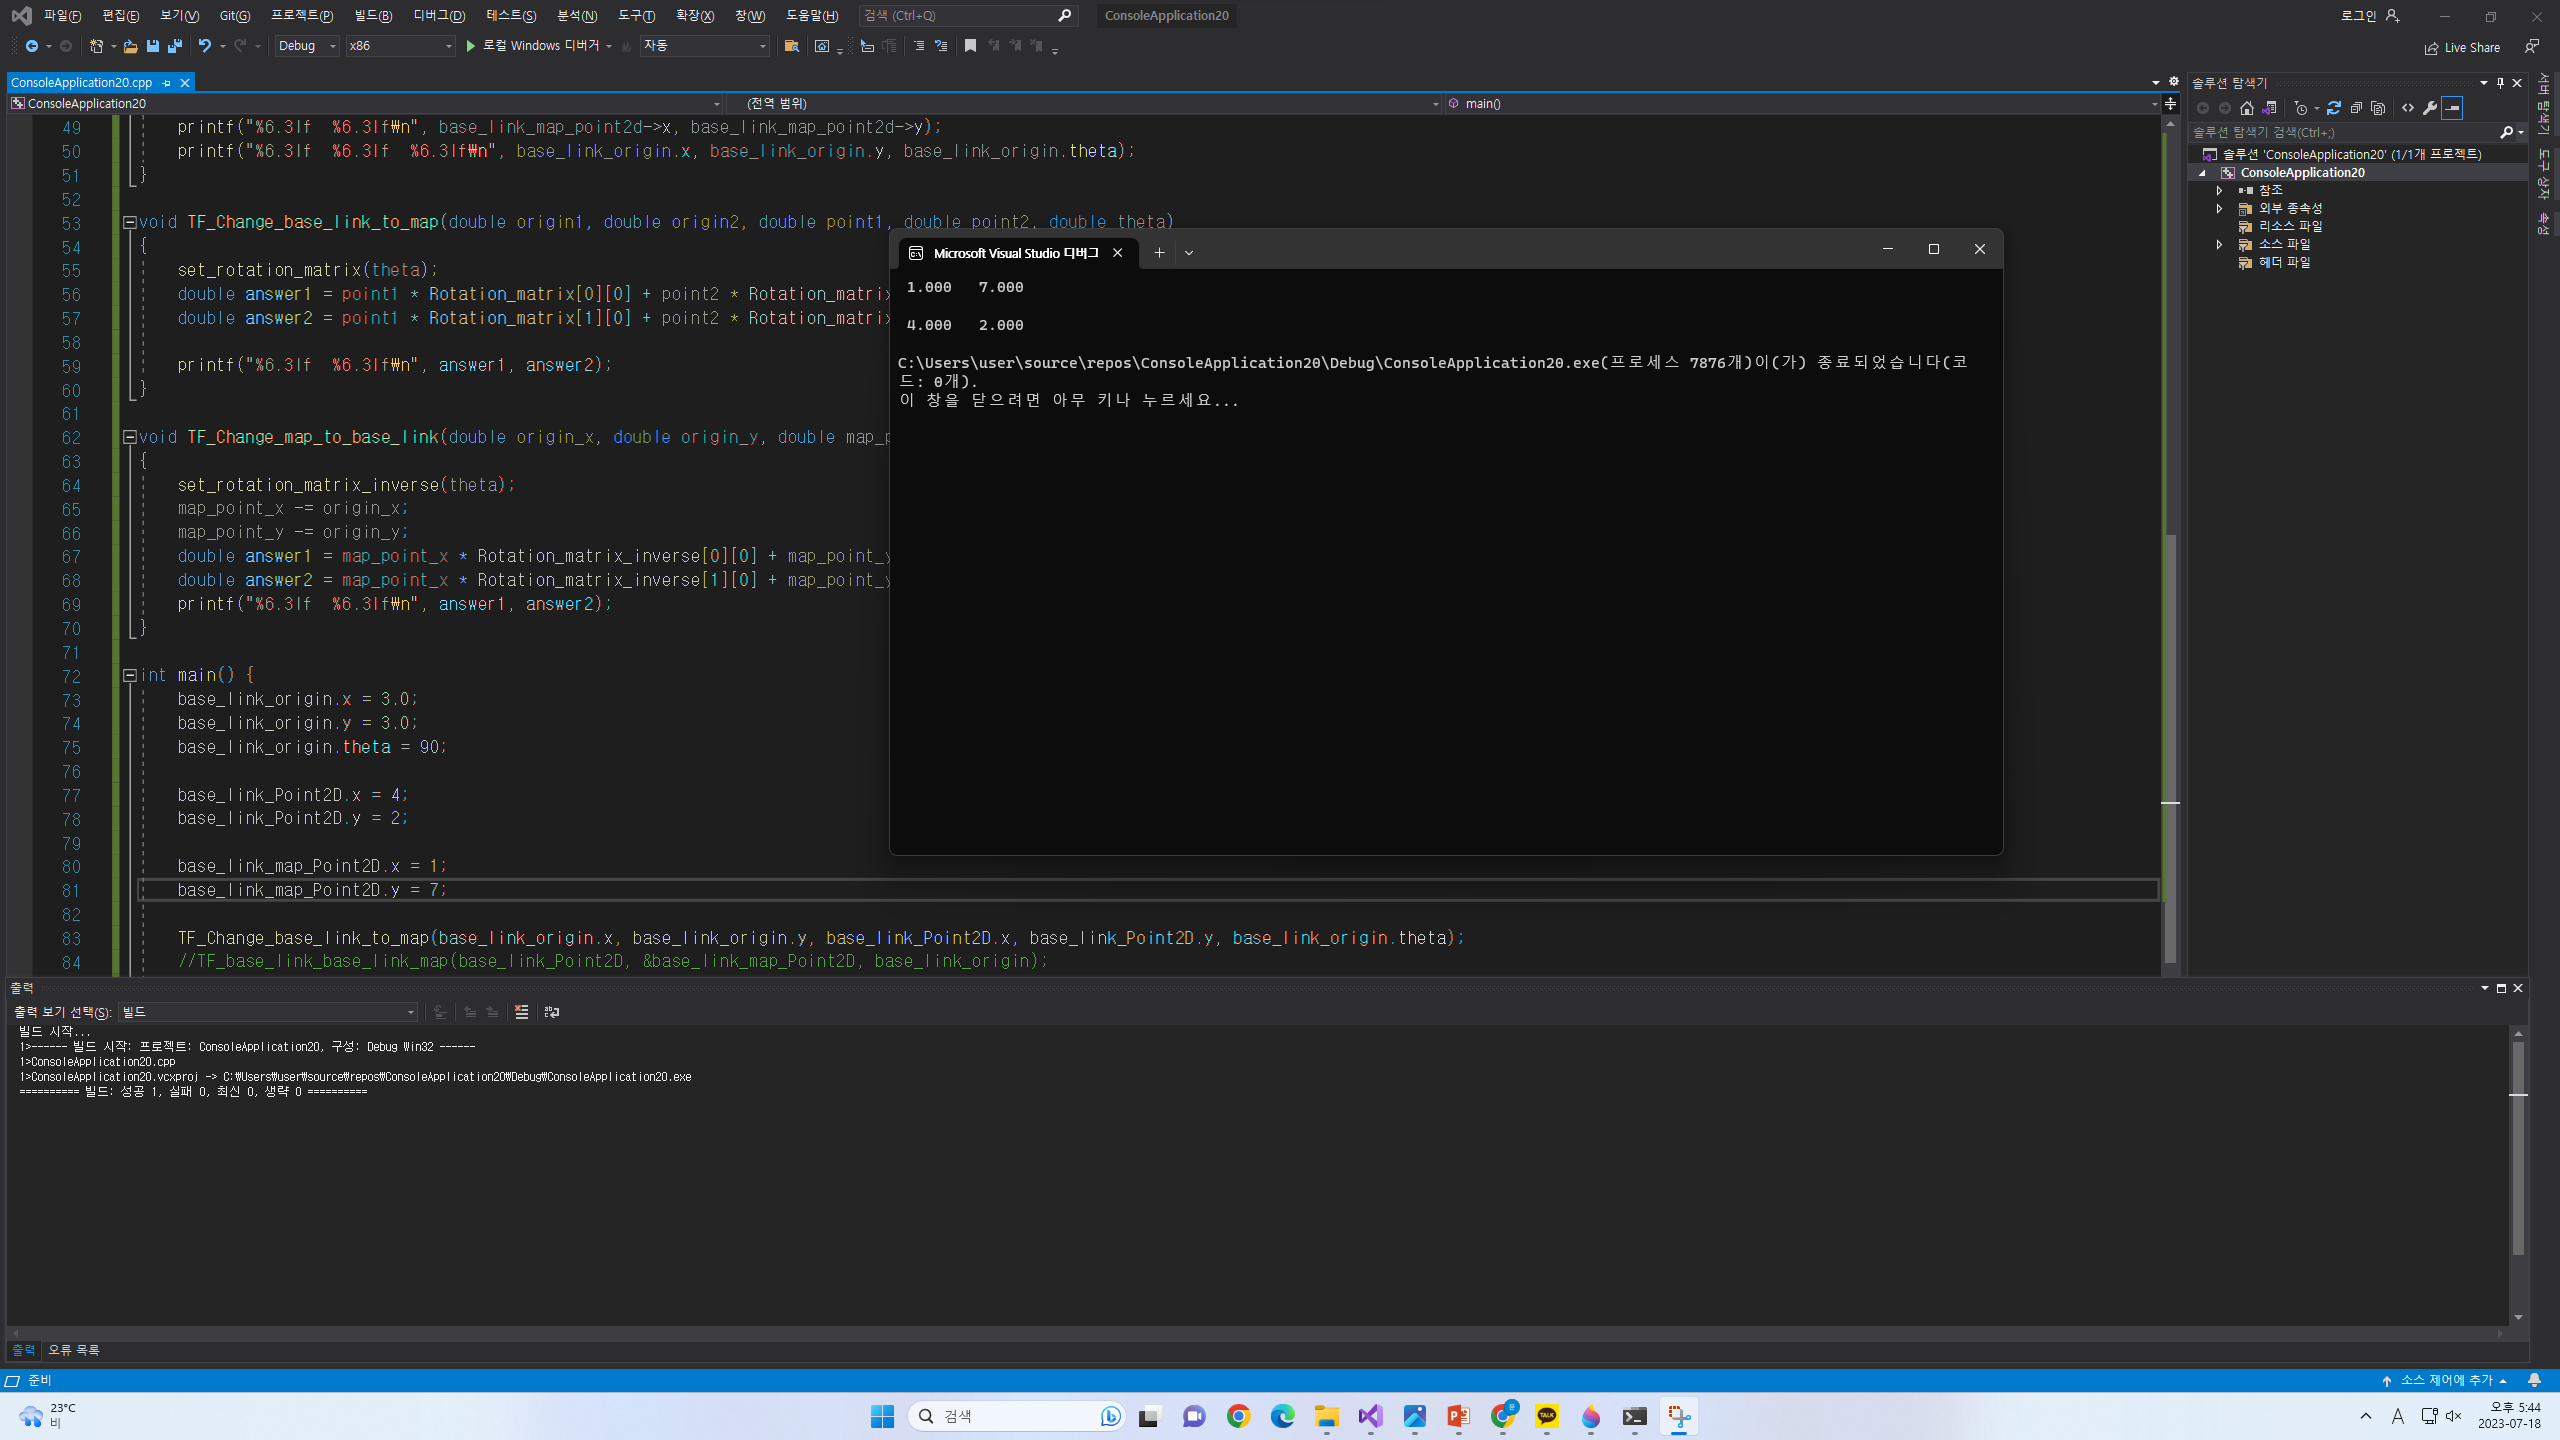 파일(F) 편집(E) 보기(V) Git(G) 프로젝트(P) 빌드(B) 디버그(D) 테스트(S) 분석(N) 도구(T) 확장(X) 창(W) 도움말(H) 검색 (Ctrl+Q) ConsoleApplication20 로그인
Debug x86 로컬 Windows 디버거 자동 Live Share
ConsoleApplication20.cpp
ConsoleApplication20 (전역 범위) main()
49 printf("%6.3lf  %6.3lf₩n", base_link_map_point2d->x, base_link_map_point2d->y);
50 printf("%6.3lf  %6.3lf  %6.3lf₩n", base_link_origin.x, base_link_origin.y, base_link_origin.theta);
51 }
52
53 void TF_Change_base_link_to_map(double origin1, double origin2, double point1, double point2, double theta)
54 {
55 set_rotation_matrix(theta);
56 double answer1 = point1 * Rotation_matrix[0][0] + point2 * Rotation_matrix
57 double answer2 = point1 * Rotation_matrix[1][0] + point2 * Rotation_matrix
58
59 printf("%6.3lf  %6.3lf₩n", answer1, answer2);
60 }
61
62 void TF_Change_map_to_base_link(double origin_x, double origin_y, double map_p
63 {
64 set_rotation_matrix_inverse(theta);
65 map_point_x -= origin_x;
66 map_point_y -= origin_y;
67 double answer1 = map_point_x * Rotation_matrix_inverse[0][0] + map_point_y
68 double answer2 = map_point_x * Rotation_matrix_inverse[1][0] + map_point_y
69 printf("%6.3lf  %6.3lf₩n", answer1, answer2);
70 }
71
72 int main() {
73 base_link_origin.x = 3.0;
74 base_link_origin.y = 3.0;
75 base_link_origin.theta = 90;
76
77 base_link_Point2D.x = 4;
78 base_link_Point2D.y = 2;
79
80 base_link_map_Point2D.x = 1;
81 base_link_map_Point2D.y = 7;
82
83 TF_Change_base_link_to_map(base_link_origin.x, base_link_origin.y, base_link_Point2D.x, base_link_Point2D.y, base_link_origin.theta);
84 //TF_base_link_base_link_map(base_link_Point2D, &base_link_map_Point2D, base_link_origin);
Microsoft Visual Studio 디버그
1.000   7.000
4.000   2.000
C:\Users\user\source\repos\ConsoleApplication20\Debug\ConsoleApplication20.exe(프로세스 7876개)이(가) 종료되었습니다(코
드: 0개).
이 창을 닫으려면 아무 키나 누르세요...
솔루션 탐색기
솔루션 탐색기 검색(Ctrl+;)
솔루션 'ConsoleApplication20' (1/1개 프로젝트)
ConsoleApplication20
참조
외부 종속성
리소스 파일
소스 파일
헤더 파일
서버 탐색기
도구 상자
속성
출력
출력 보기 선택(S): 빌드
빌드 시작...
1>------ 빌드 시작: 프로젝트: ConsoleApplication20, 구성: Debug Win32 ------
1>ConsoleApplication20.cpp
1>ConsoleApplication20.vcxproj -> C:₩Users₩user₩source₩repos₩ConsoleApplication20₩Debug₩ConsoleApplication20.exe
========== 빌드: 성공 1, 실패 0, 최신 0, 생략 0 ==========
출력 오류 목록
준비 소스 제어에 추가
23°C
비
검색
TALK
A
오후 5:44
2023-07-18